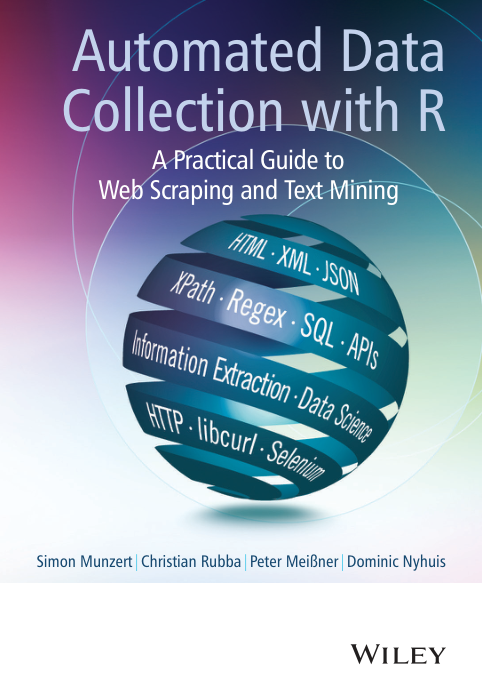 Automated Data
Collection with R
A Practical Guide to
Web Scraping and Text Mining
HTML · XML · JSON
XPath · Regex · SQL · APIs
Information Extraction · Data Science
HTTP · libcurl · Selenium
Simon Munzert | Christian Rubba | Peter Meißner | Dominic Nyhuis
WILEY